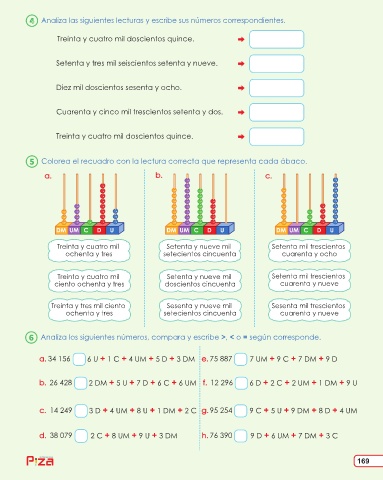 4 Analiza las siguientes lecturas y escribe sus números correspondientes.
Treinta y cuatro mil doscientos quince.
Setenta y tres mil seiscientos setenta y nueve.
Diez mil doscientos sesenta y ocho.
Cuarenta y cinco mil trescientos setenta y dos.
Treinta y cuatro mil doscientos quince.
5 Colorea el recuadro con la lectura correcta que representa cada ábaco.
a. b. c.
DM UM C D U DM UM C D U DM UM C D U
Treinta y cuatro mil ochenta y tres
Setenta y nueve mil setecientos cincuenta
Setenta mil trescientos cuarenta y ocho
Treinta y cuatro mil ciento ochenta y tres
Setenta y nueve mil doscientos cincuenta
Setenta mil trescientos cuarenta y nueve
Treinta y tres mil ciento ochenta y tres
Sesenta y nueve mil setecientos cincuenta
Sesenta mil trescientos cuarenta y nueve
6 Analiza los siguientes números, compara y escribe >, < o = según corresponde.
a. 34 156 6 U + 1 C + 4 UM + 5 D + 3 DM e. 75 887 7 UM + 9 C + 7 DM + 9 D
b. 26 428 2 DM + 5 U + 7 D + 6 C + 6 UM f. 12 296 6 D + 2 C + 2 UM + 1 DM + 9 U
c. 14 249 3 D + 4 UM + 8 U + 1 DM + 2 C g. 95 254 9 C + 5 U + 9 DM + 8 D + 4 UM
d. 38 079 2 C + 8 UM + 9 U + 3 DM h. 76 390 9 D + 6 UM + 7 DM + 3 C
169